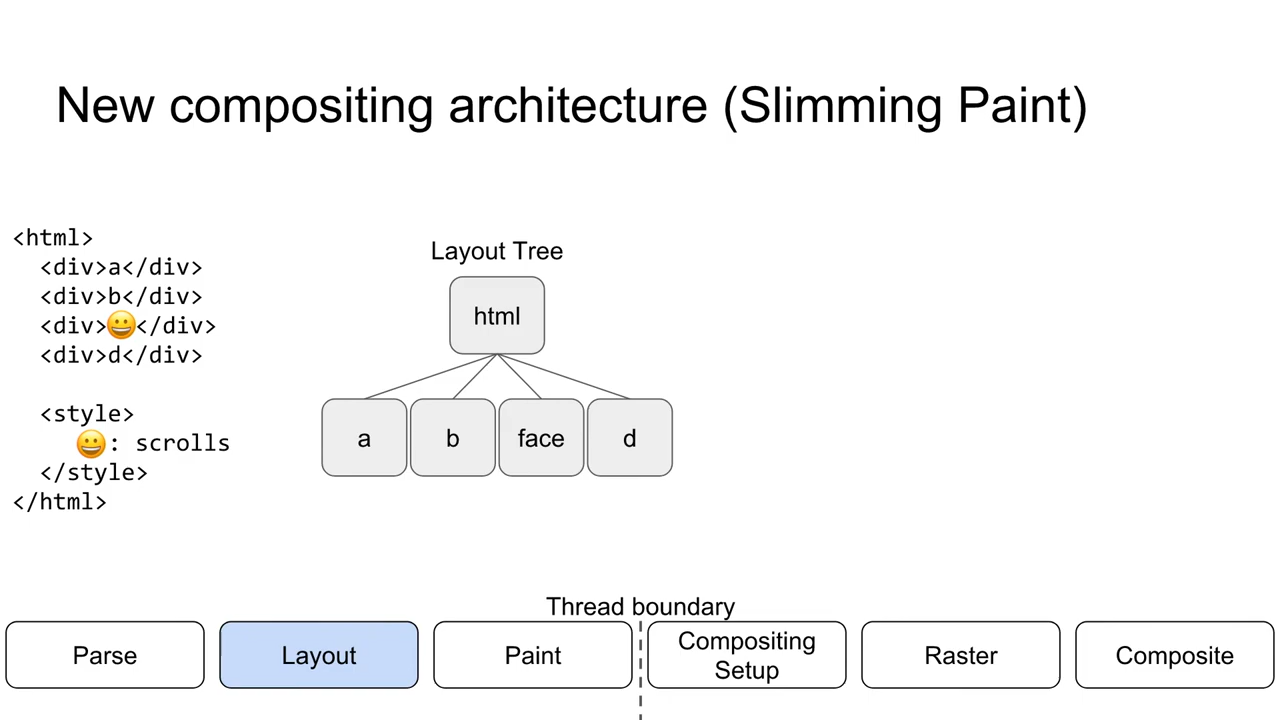 New compositing architecture (Slimming Paint)
<html>
<div>a</div>
<div>b</div>
<div>😀</div>
<div>d</div>
<style>
😀: scrolls
</style>
</html>
Layout Tree
html
a
b
face
d
Thread boundary
Parse
Layout
Paint
Compositing
Setup
Raster
Composite